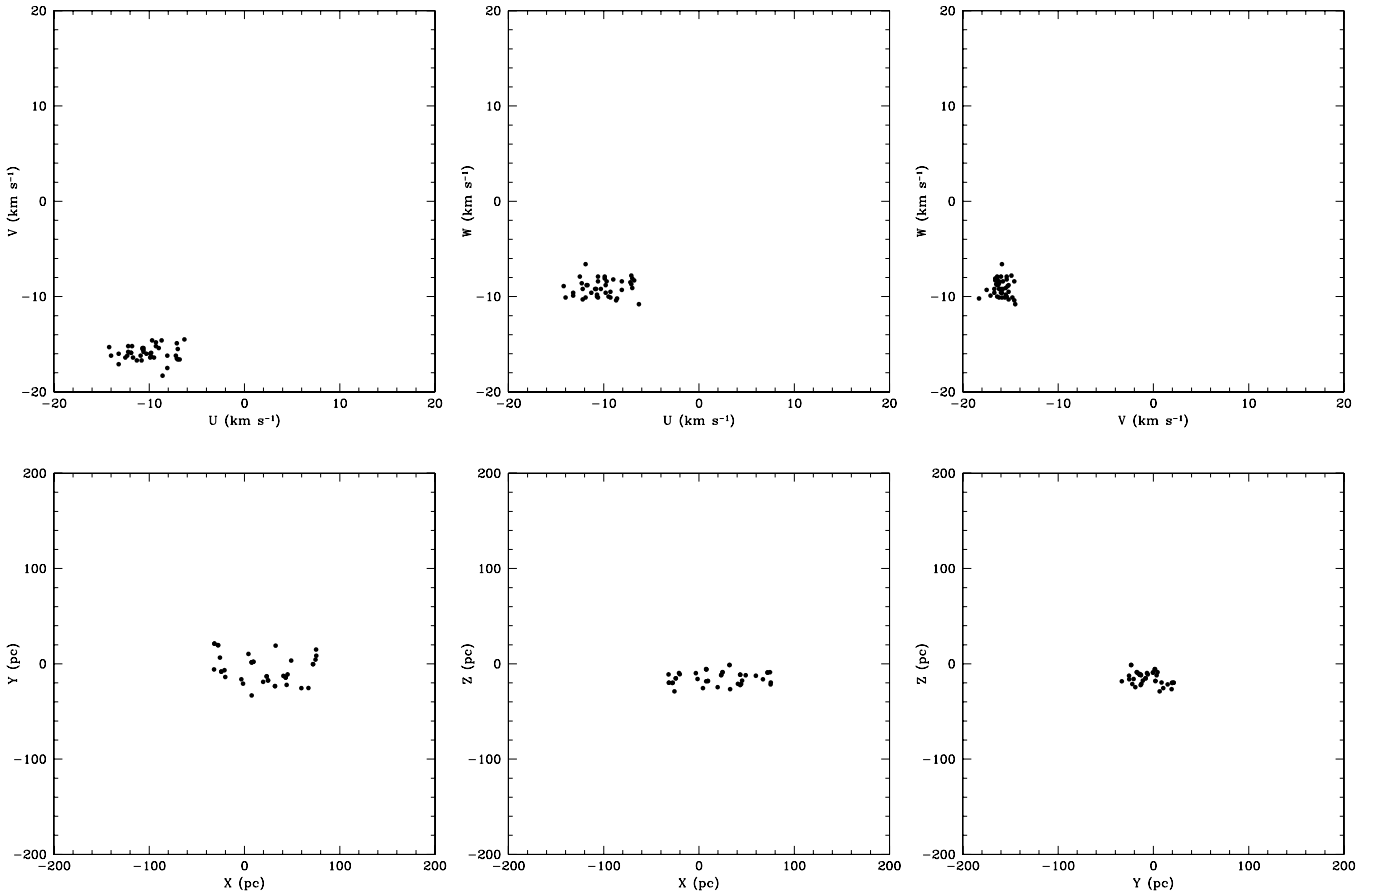 20 20 20
10 10 10
0 0 0
−10 −10 −10
−20 −20 −20
V (km s⁻¹) W (km s⁻¹) W (km s⁻¹)
−20 −10 0 10 20 −20 −10 0 10 20 −20 −10 0 10 20
U (km s⁻¹) U (km s⁻¹) V (km s⁻¹)
200 200 200
100 100 100
0 0 0
−100 −100 −100
−200 −200 −200
Y (pc) Z (pc) Z (pc)
−200 −100 0 100 200 −200 −100 0 100 200 −200 −100 0 100 200
X (pc) X (pc) Y (pc)